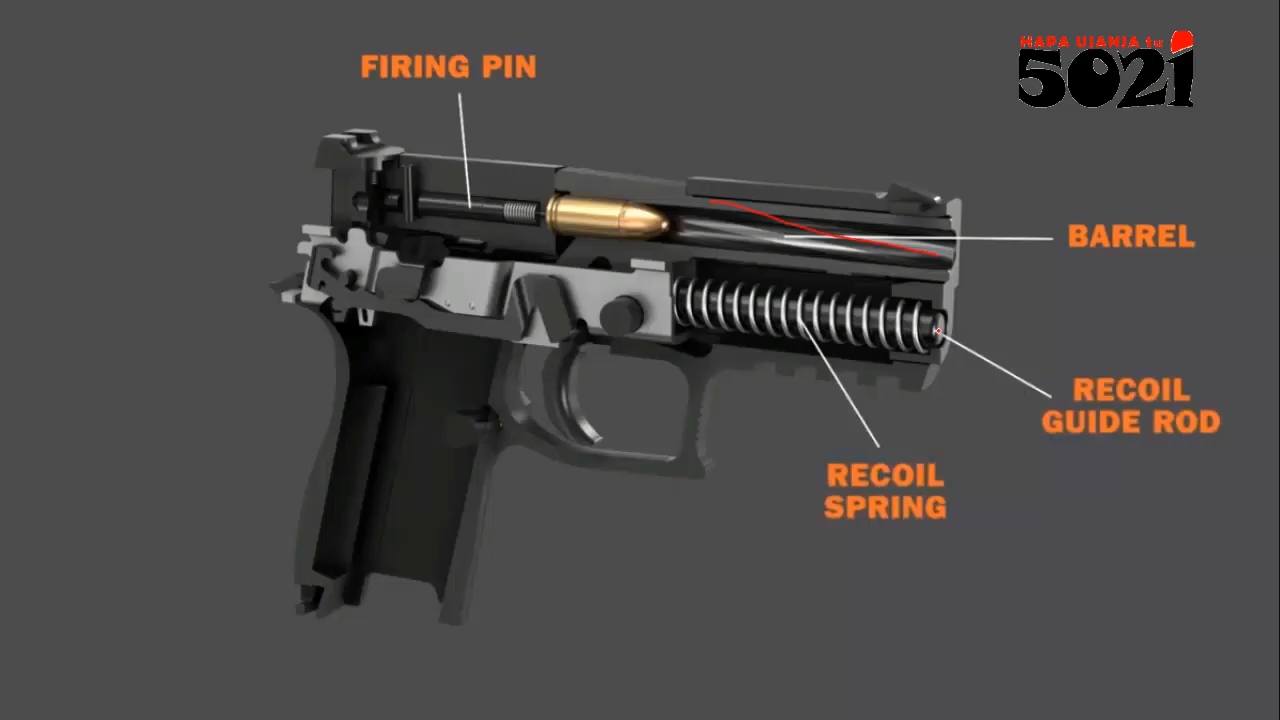 HAPA UJANJA tu
5021
FIRING PIN
BARREL
RECOIL
GUIDE ROD
RECOIL
SPRING